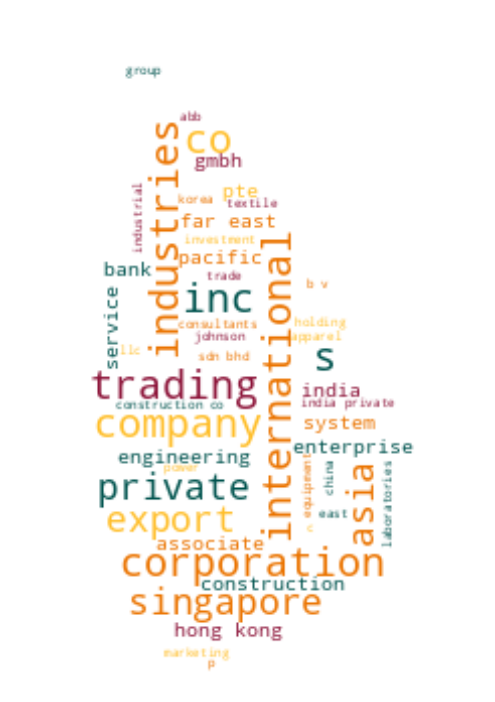 group
abb
co
industries
gmbh
industrial
pte
korea
textile
far east
investment
international
pacific
bank
trade
b v
inc
service
consultants
holding
johnson
apparel
llc
sdn bhd
s
trading
india
construction co
india private
company
system
enterprise
engineering
power
equipment
china
asia
laboratories
private
export
east
c
associate
corporation
construction
singapore
hong kong
marketing
p